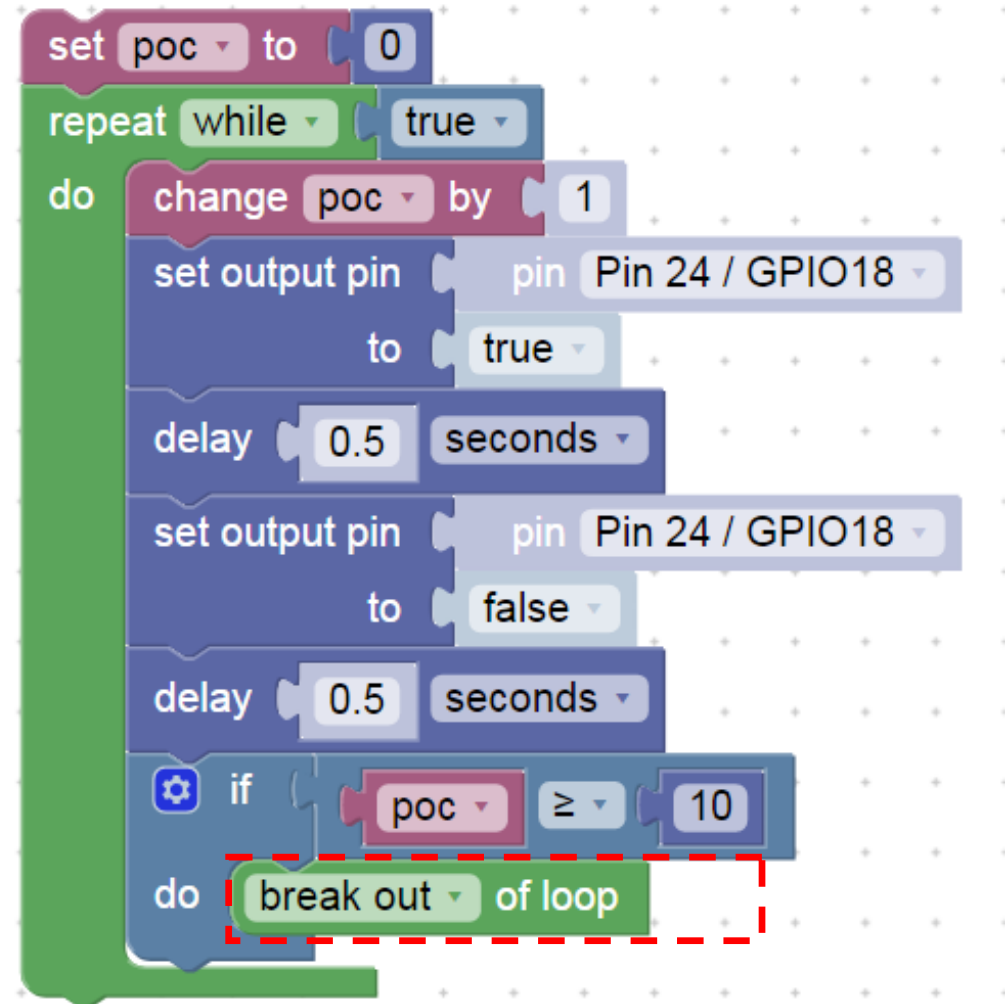 set poc to 0
repeat while true
do change poc by 1
set output pin pin Pin 24 / GPIO18
to true
delay 0.5 seconds
set output pin pin Pin 24 / GPIO18
to false
delay 0.5 seconds
if poc ≥ 10
do break out of loop